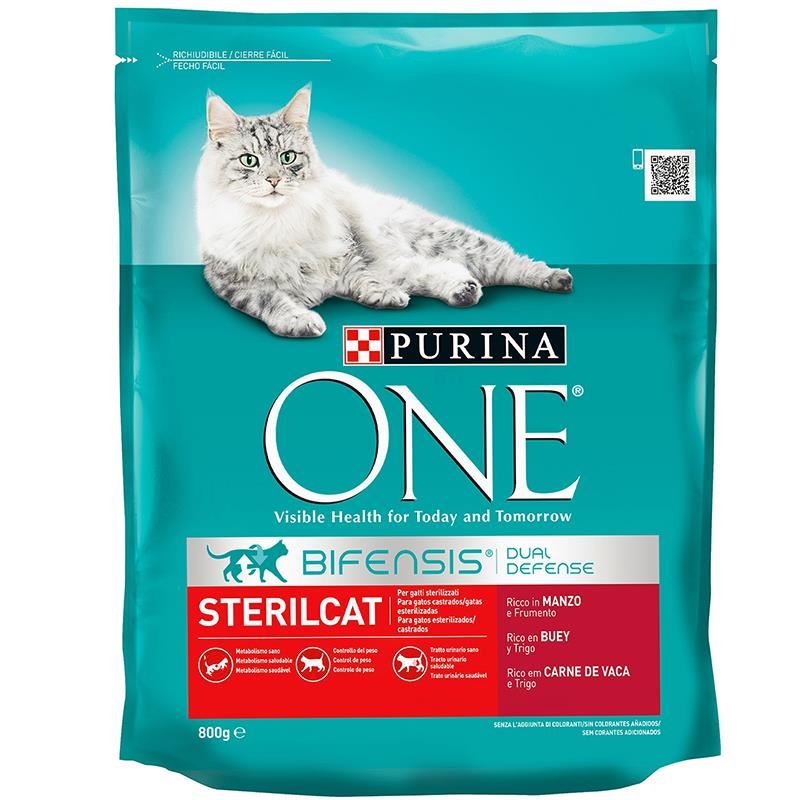 RICHIUDIBILE / CIERRE FÁCIL
FECHO FÁCIL
PURINA
ONE®
Visible Health for Today and Tomorrow
BIFENSIS® DUAL
DEFENSE
STERILCAT
Per gatti sterilizzati
Para gatos castrados/gatas
esterilizadas
Para gatos esterilizados/
castrados
Metabolismo sano
Metabolismo saludable
Metabolismo saudável
Controllo del peso
Control de peso
Controlo de peso
Tratto urinario sano
Tracto urinario
saludable
Trato urinário saudável
Ricco in MANZO
e Frumento
Rico en BUEY
y Trigo
Rico em CARNE DE VACA
e Trigo
800g e
SENZA L'AGGIUNTA DI COLORANTI/SIN COLORANTES AÑADIDOS/
SEM CORANTES ADICIONADOS